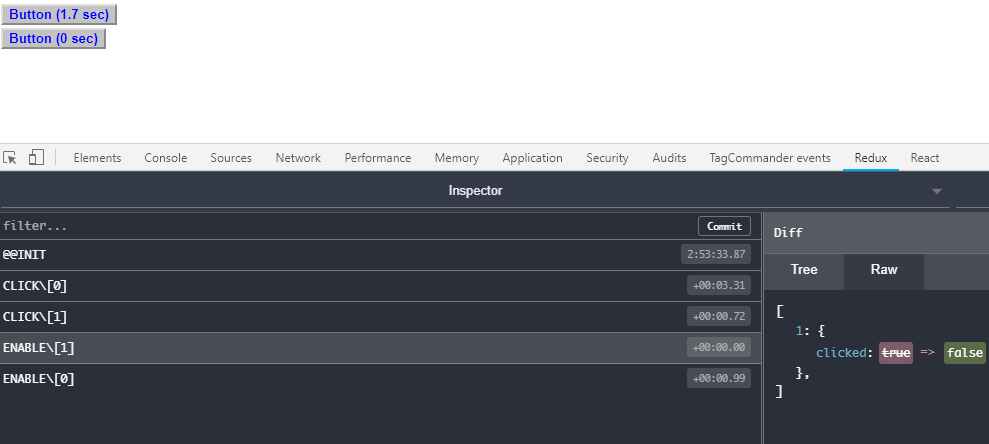 Button (1.7 sec)
Button (0 sec)
Elements Console Sources Network Performance Memory Application Security Audits TagCommander events Redux React
Inspector
filter... Commit
@@INIT 2:53:33.87
CLICK\[0] +00:03.31
CLICK\[1] +00:00.72
ENABLE\[1] +00:00.00
ENABLE\[0] +00:00.99
Diff
Tree Raw
[
1: {
clicked: true => false
},
]